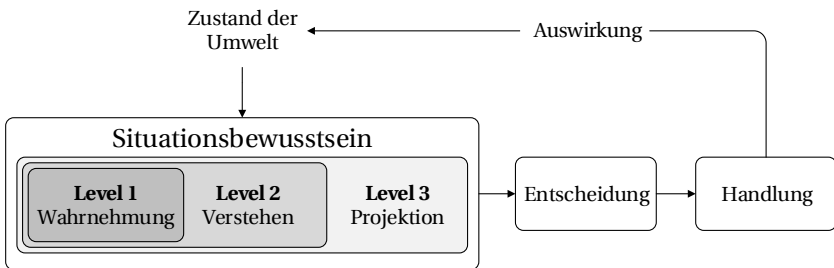 Zustand der
Umwelt
Auswirkung
Situationsbewusstsein
Level 1
Wahrnehmung
Level 2
Verstehen
Level 3
Projektion
Entscheidung
Handlung